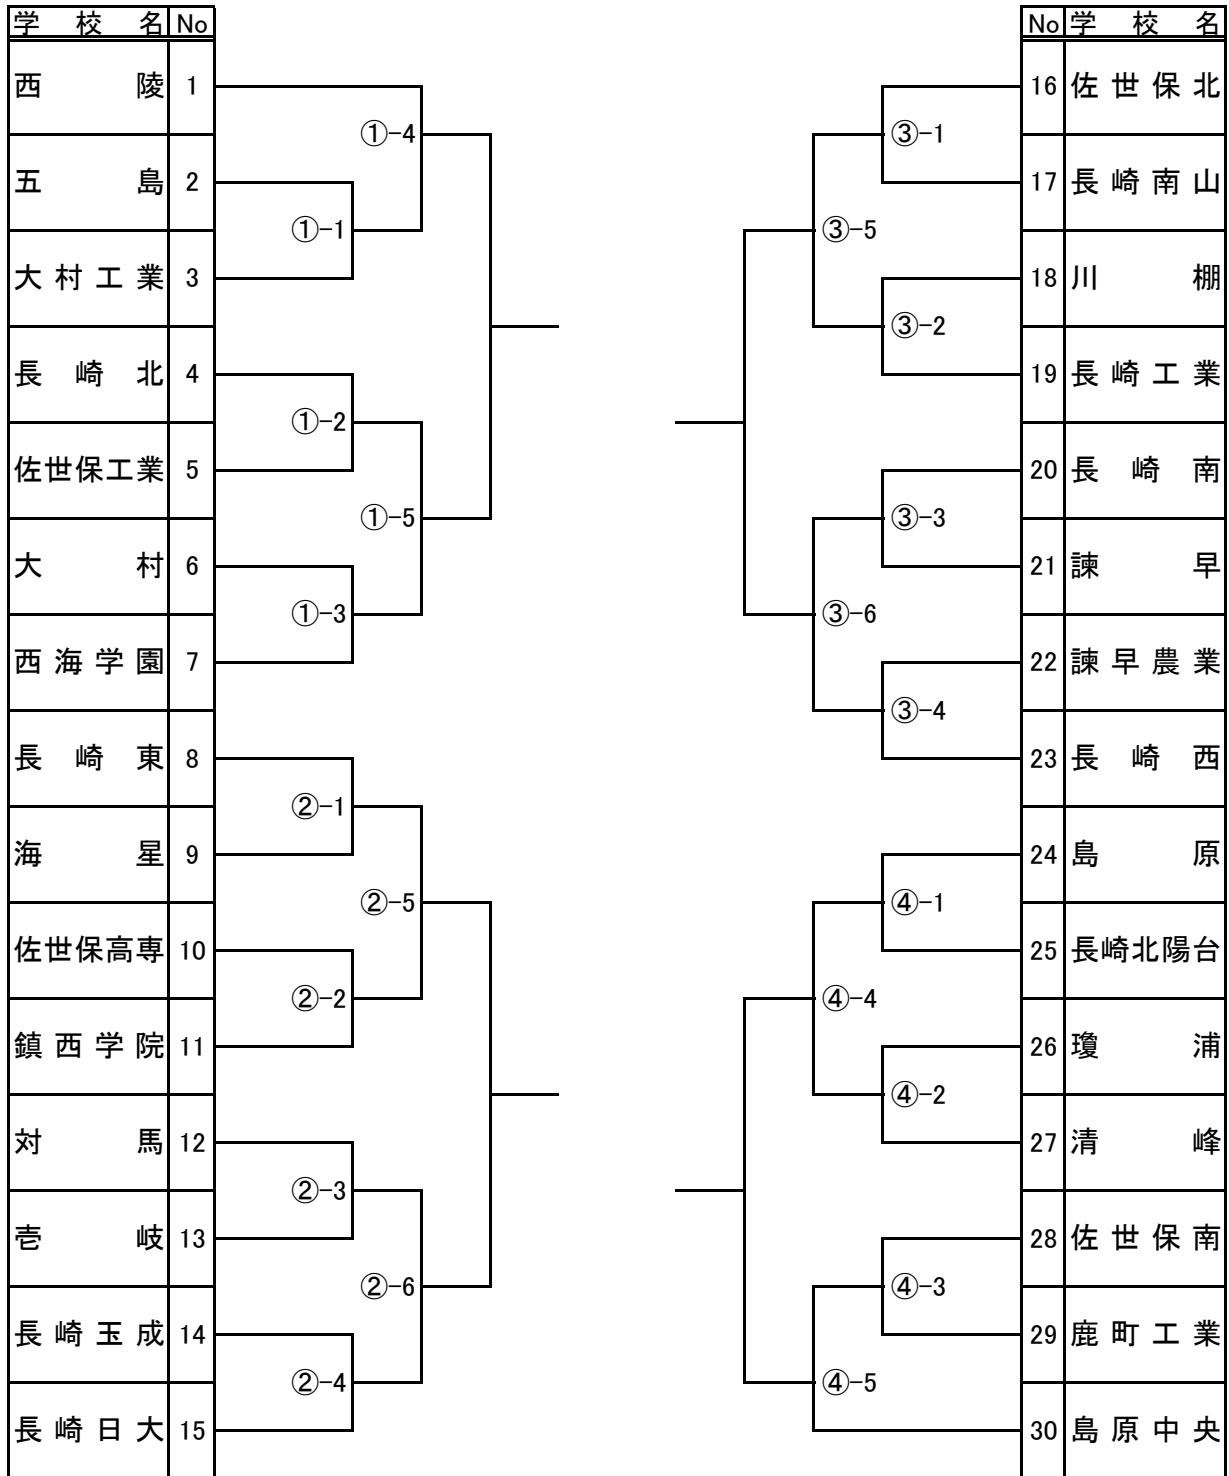 学校名 No
西陵 1
①-4
五島 2
①-1
大村工業 3
長崎北 4
①-2
佐世保工業 5
①-5
大村 6
①-3
西海学園 7
長崎東 8
②-1
海星 9
②-5
佐世保高専 10
②-2
鎮西学院 11
対馬 12
②-3
壱岐 13
②-6
長崎玉成 14
②-4
長崎日大 15
No 学校名
16 佐世保北
③-1
17 長崎南山
③-5
18 川棚
③-2
19 長崎工業
20 長崎南
③-3
21 諫早
③-6
22 諫早農業
③-4
23 長崎西
24 島原
④-1
25 長崎北陽台
④-4
26 瓊浦
④-2
27 清峰
28 佐世保南
④-3
29 鹿町工業
④-5
30 島原中央